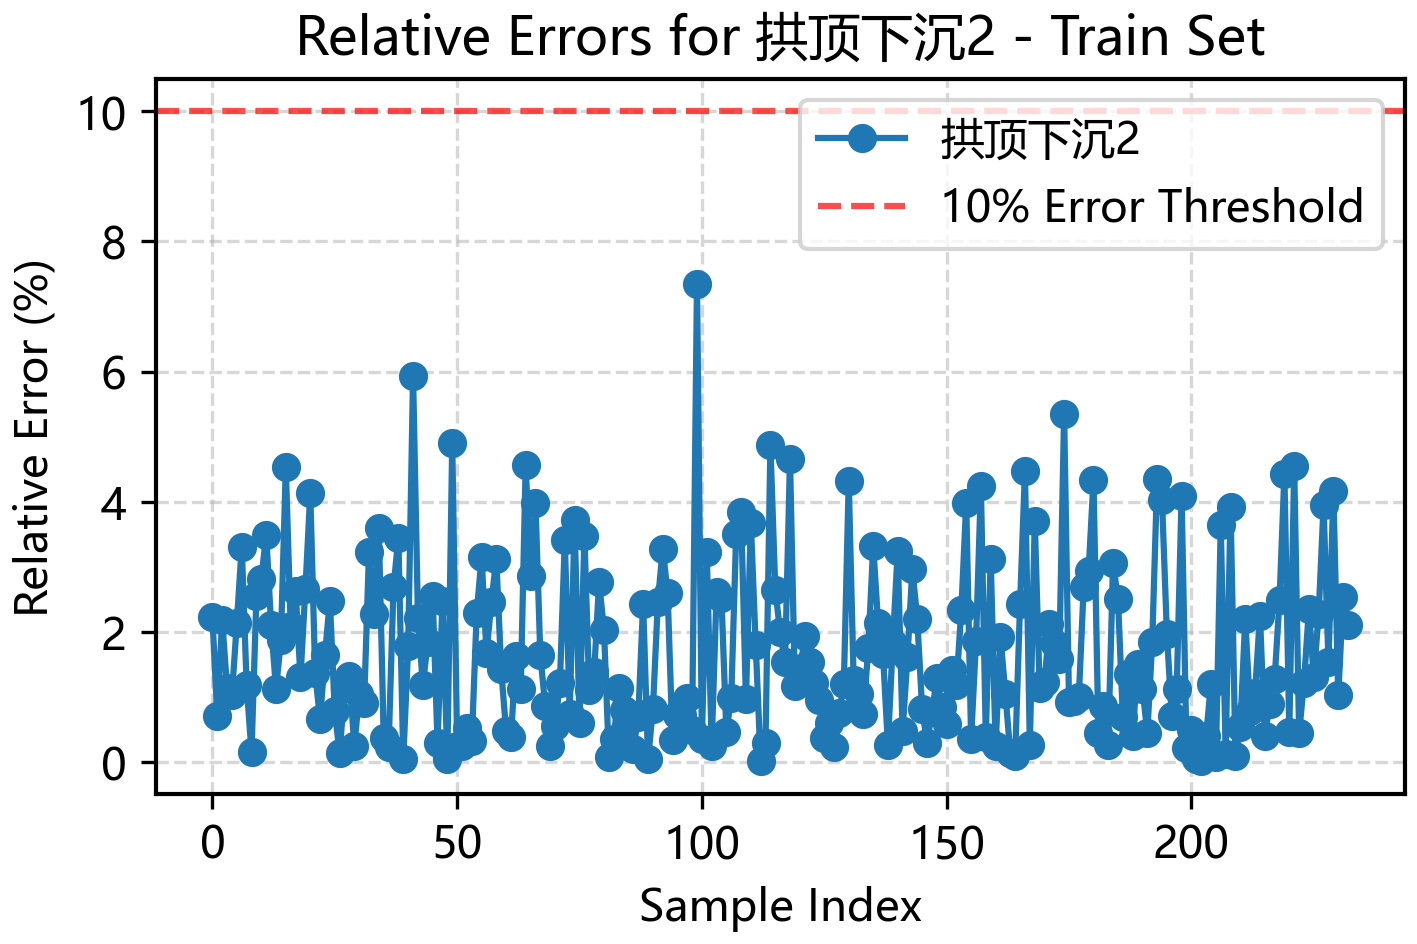 Relative Errors for 拱顶下沉2 - Train Set
拱顶下沉2
10% Error Threshold
Relative Error (%)
10
8
6
4
2
0
0 50 100 150 200
Sample Index